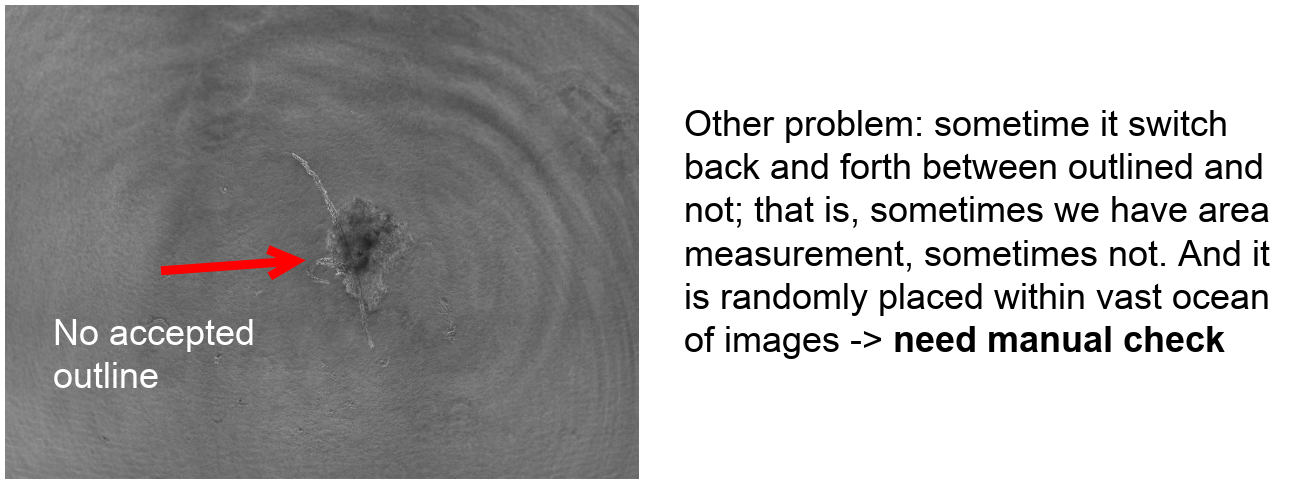 No accepted
outline
Other problem: sometime it switch
back and forth between outlined and
not; that is, sometimes we have area
measurement, sometimes not. And it
is randomly placed within vast ocean
of images -> need manual check